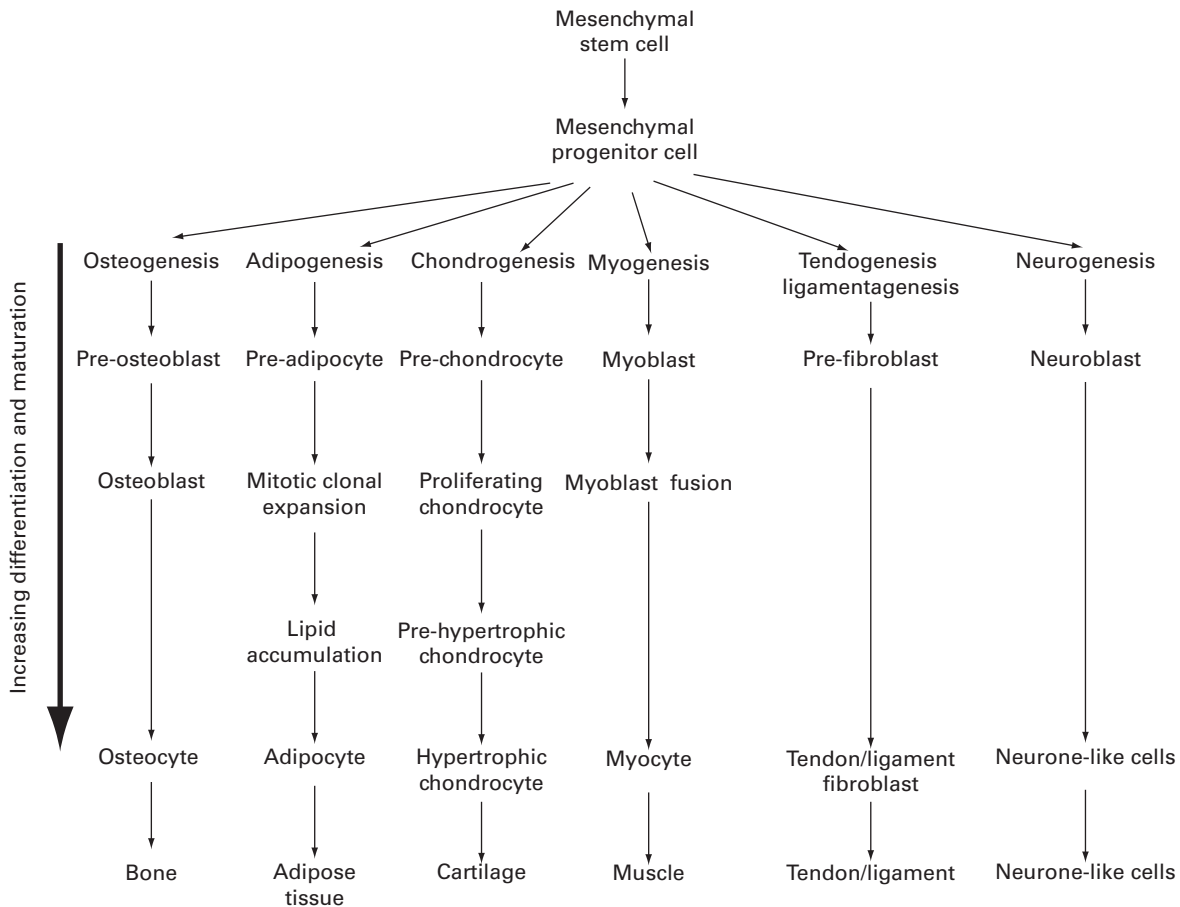 Mesenchymal
stem cell
Mesenchymal
progenitor cell
Increasing differentiation and maturation
Osteogenesis
Adipogenesis
Chondrogenesis
Myogenesis
Tendogenesis
ligamentagenesis
Neurogenesis
Pre-osteoblast
Pre-adipocyte
Pre-chondrocyte
Myoblast
Pre-fibroblast
Neuroblast
Osteoblast
Mitotic clonal
expansion
Proliferating
chondrocyte
Myoblast fusion
Lipid
accumulation
Pre-hypertrophic
chondrocyte
Osteocyte
Adipocyte
Hypertrophic
chondrocyte
Myocyte
Tendon/ligament
fibroblast
Neurone-like cells
Bone
Adipose
tissue
Cartilage
Muscle
Tendon/ligament
Neurone-like cells